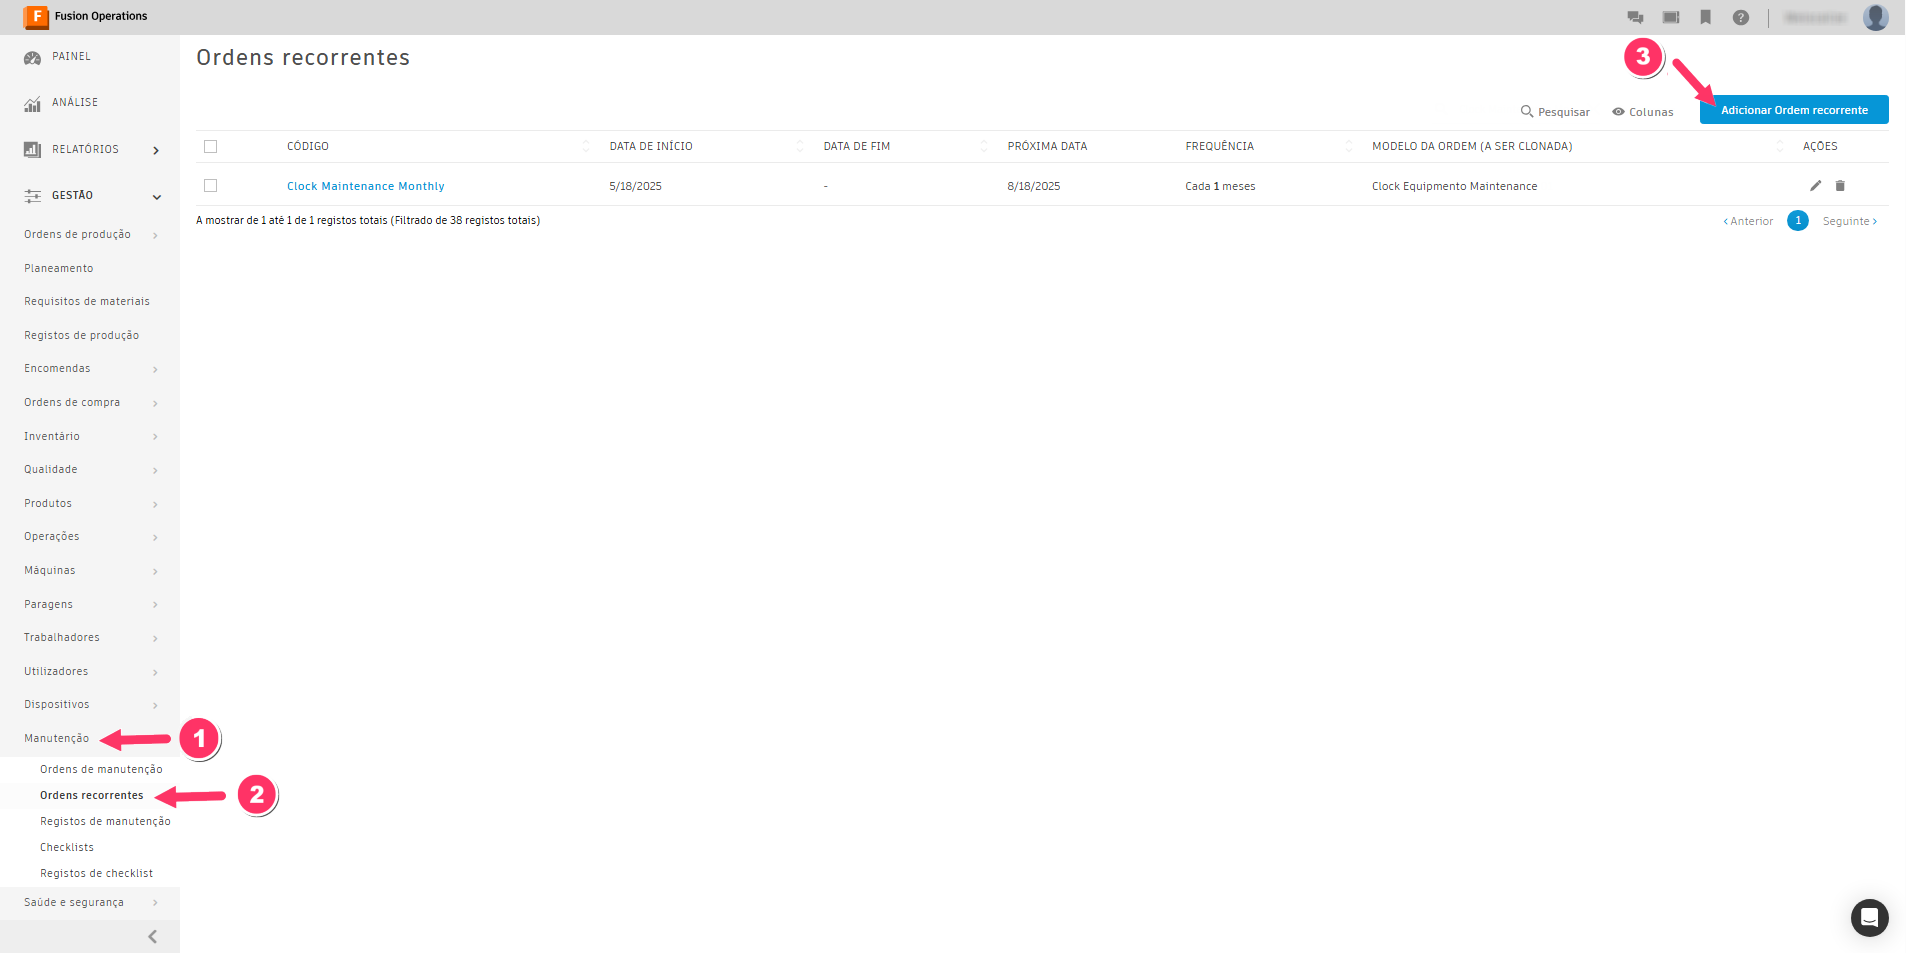 F Fusion Operations
PAINEL
ANÁLISE
RELATÓRIOS
GESTÃO
Ordens de produção
Planeamento
Requisitos de materiais
Registos de produção
Encomendas
Ordens de compra
Inventário
Qualidade
Produtos
Operações
Máquinas
Paragens
Trabalhadores
Utilizadores
Dispositivos
Manutenção
1
Ordens de manutenção
Ordens recorrentes
2
Registos de manutenção
Checklists
Registos de checklist
Saúde e segurança
Ordens recorrentes
3
Pesquisar Colunas Adicionar Ordem recorrente
CÓDIGO DATA DE INÍCIO DATA DE FIM PRÓXIMA DATA FREQUÊNCIA MODELO DA ORDEM (A SER CLONADA) AÇÕES
Clock Maintenance Monthly 5/18/2025 - 8/18/2025 Cada 1 meses Clock Equipmento Maintenance
A mostrar de 1 até 1 de 1 registos totais (Filtrado de 38 registos totais) ‹ Anterior 1 Seguinte ›